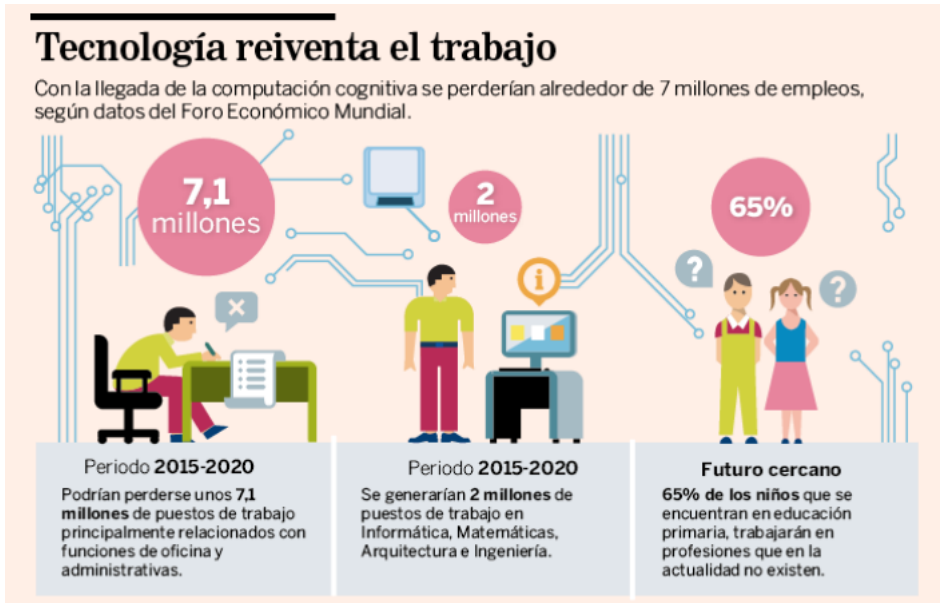 Tecnología reiventa el trabajo
Con la llegada de la computación cognitiva se perderían alrededor de 7 millones de empleos,
según datos del Foro Económico Mundial.
7,1
millones
2
millones
65%
?
?
i
Periodo 2015-2020
Podrían perderse unos 7,1
millones de puestos de trabajo
principalmente relacionados con
funciones de oficina y
administrativas.
Periodo 2015-2020
Se generarían 2 millones de
puestos de trabajo en
Informática, Matemáticas,
Arquitectura e Ingeniería.
Futuro cercano
65% de los niños que se
encuentran en educación
primaria, trabajarán en
profesiones que en la
actualidad no existen.